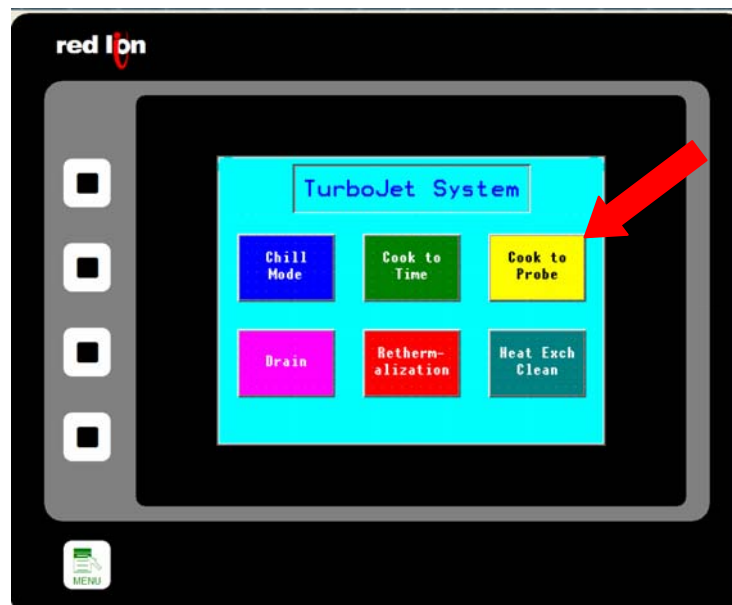 red lion
TurboJet System
Chill
Mode
Cook to
Time
Cook to
Probe
Drain
Retherm-
alization
Heat Exch
Clean
MENU